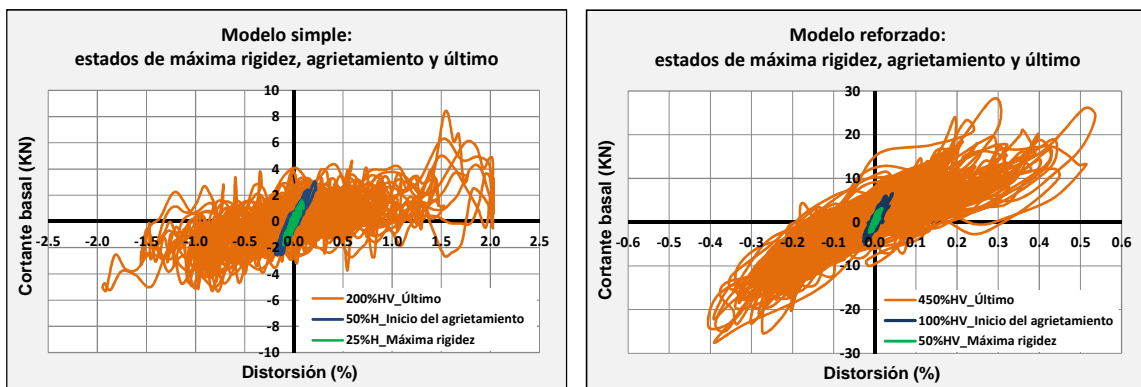 Modelo simple:
estados de máxima rigidez, agrietamiento y último
Cortante basal (KN)
10
8
6
4
2
0
-2
-4
-6
-8
-10
-2.5 -2.0 -1.5 -1.0 -0.5 0.0 0.5 1.0 1.5 2.0 2.5
200%HV_Último
50%H_Inicio del agrietamiento
25%H_Máxima rigidez
Distorsión (%)
Modelo reforzado:
estados de máxima rigidez, agrietamiento y último
Cortante basal (KN)
30
20
10
0
-10
-20
-30
-0.6 -0.5 -0.4 -0.3 -0.2 -0.1 0.0 0.1 0.2 0.3 0.4 0.5 0.6
450%HV_Último
100%HV_Inicio del agrietamiento
50%HV_Máxima rigidez
Distorsión (%)